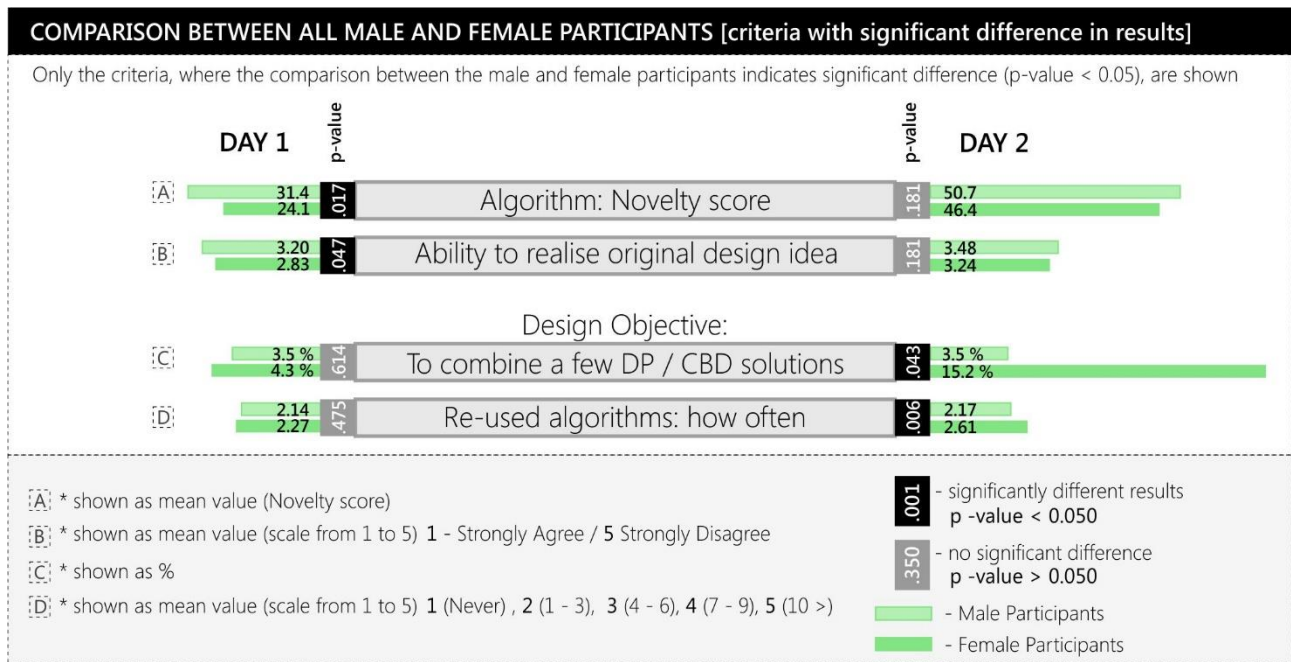 COMPARISON BETWEEN ALL MALE AND FEMALE PARTICIPANTS [criteria with significant difference in results]
Only the criteria, where the comparison between the male and female participants indicates significant difference (p-value < 0.05), are shown
DAY 1 p-value p-value DAY 2
A 31.4 .017 Algorithm: Novelty score .181 50.7
24.1 46.4
B 3.20 .047 Ability to realise original design idea .181 3.48
2.83 3.24
Design Objective:
C 3.5 % .614 To combine a few DP / CBD solutions .043 3.5 %
4.3 % 15.2 %
D 2.14 .475 Re-used algorithms: how often .006 2.17
2.27 2.61
A * shown as mean value (Novelty score)
B * shown as mean value (scale from 1 to 5) 1 - Strongly Agree / 5 Strongly Disagree
C * shown as %
D * shown as mean value (scale from 1 to 5) 1 (Never) , 2 (1 - 3), 3 (4 - 6), 4 (7 - 9), 5 (10 >)
.001 - significantly different results
p -value < 0.050
.350 - no significant difference
p -value > 0.050
- Male Participants
- Female Participants